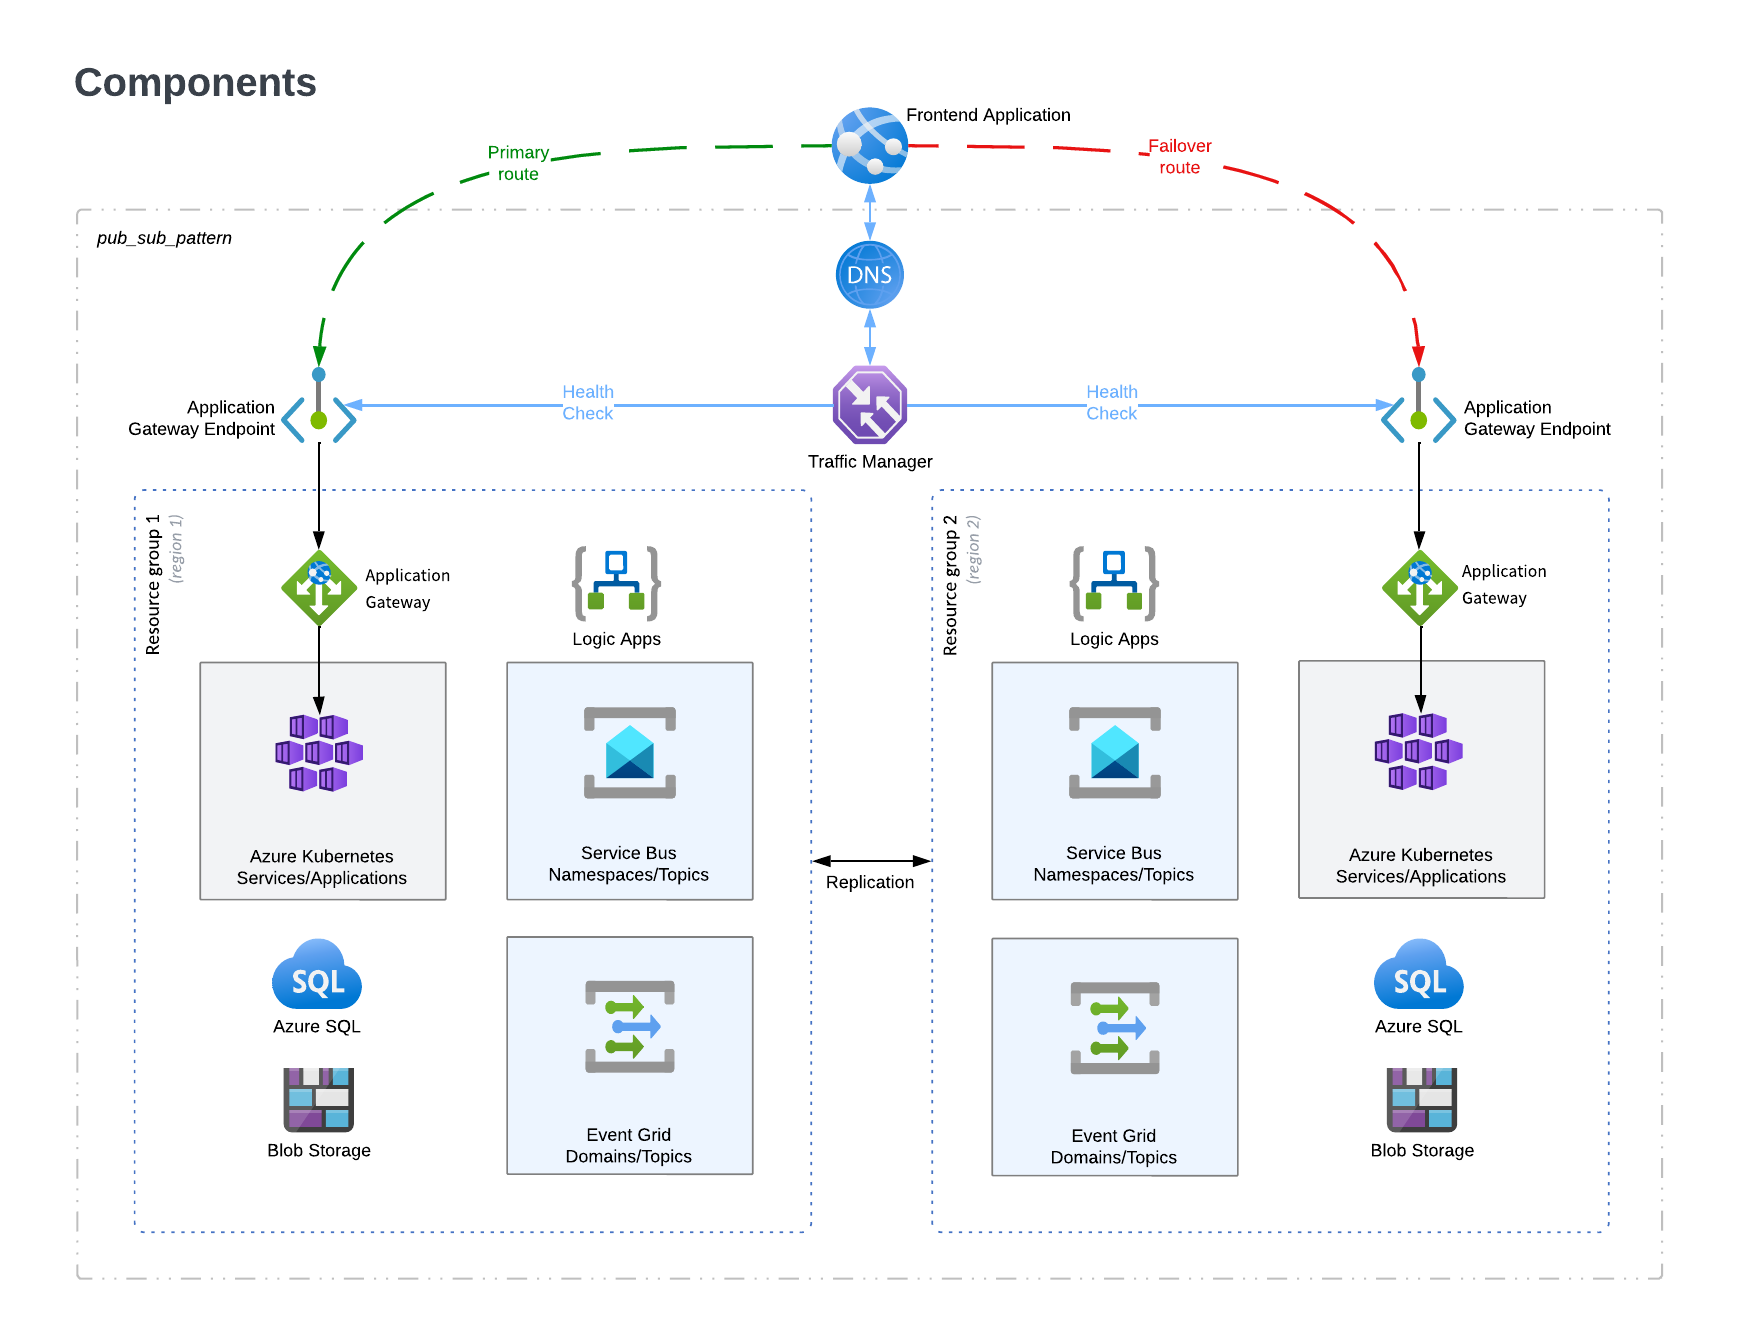 Components
Frontend Application
Primary
route
Failover
route
pub_sub_pattern
DNS
Health
Check
Health
Check
Application
Gateway Endpoint
Application
Gateway Endpoint
Traffic Manager
Resource group 1
(region 1)
Application
Gateway
Logic Apps
Azure Kubernetes
Services/Applications
Service Bus
Namespaces/Topics
SQL
Azure SQL
Blob Storage
Event Grid
Domains/Topics
Replication
Resource group 2
(region 2)
Logic Apps
Application
Gateway
Service Bus
Namespaces/Topics
Azure Kubernetes
Services/Applications
Event Grid
Domains/Topics
SQL
Azure SQL
Blob Storage